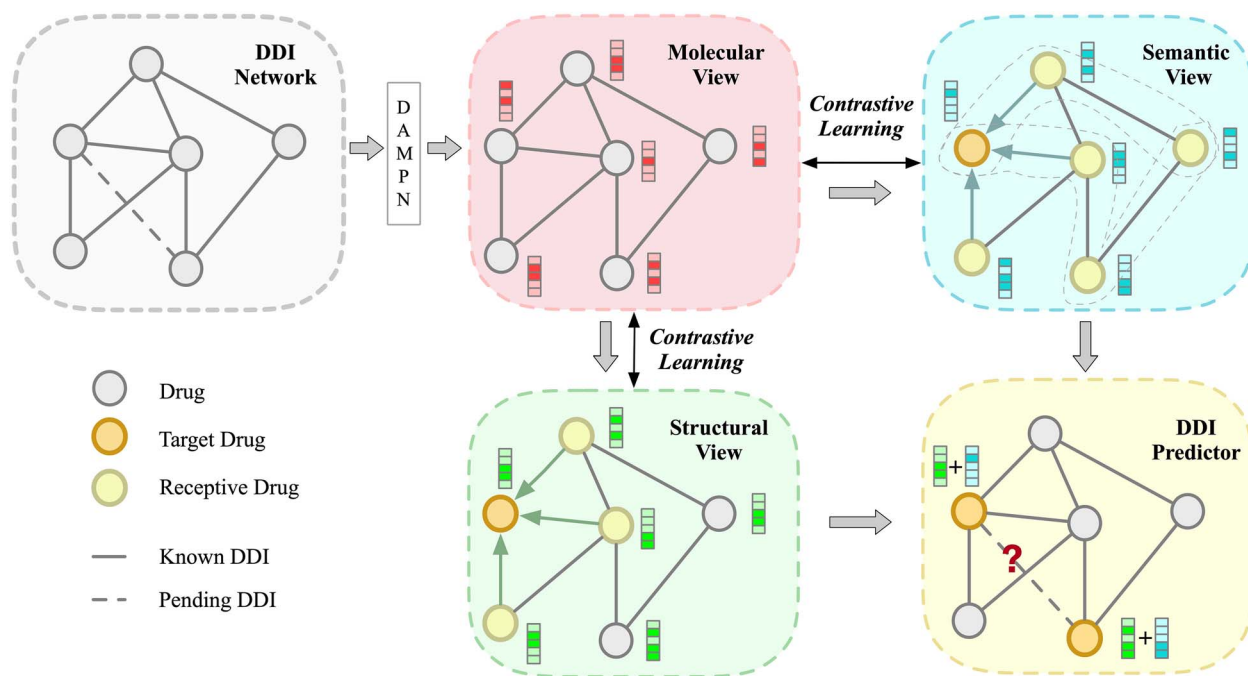 DDI
Network
D
A
M
P
N
Molecular
View
Contrastive
Learning
Semantic
View
Contrastive
Learning
Drug
Target Drug
Receptive Drug
Known DDI
Pending DDI
Structural
View
DDI
Predictor
+
?
+